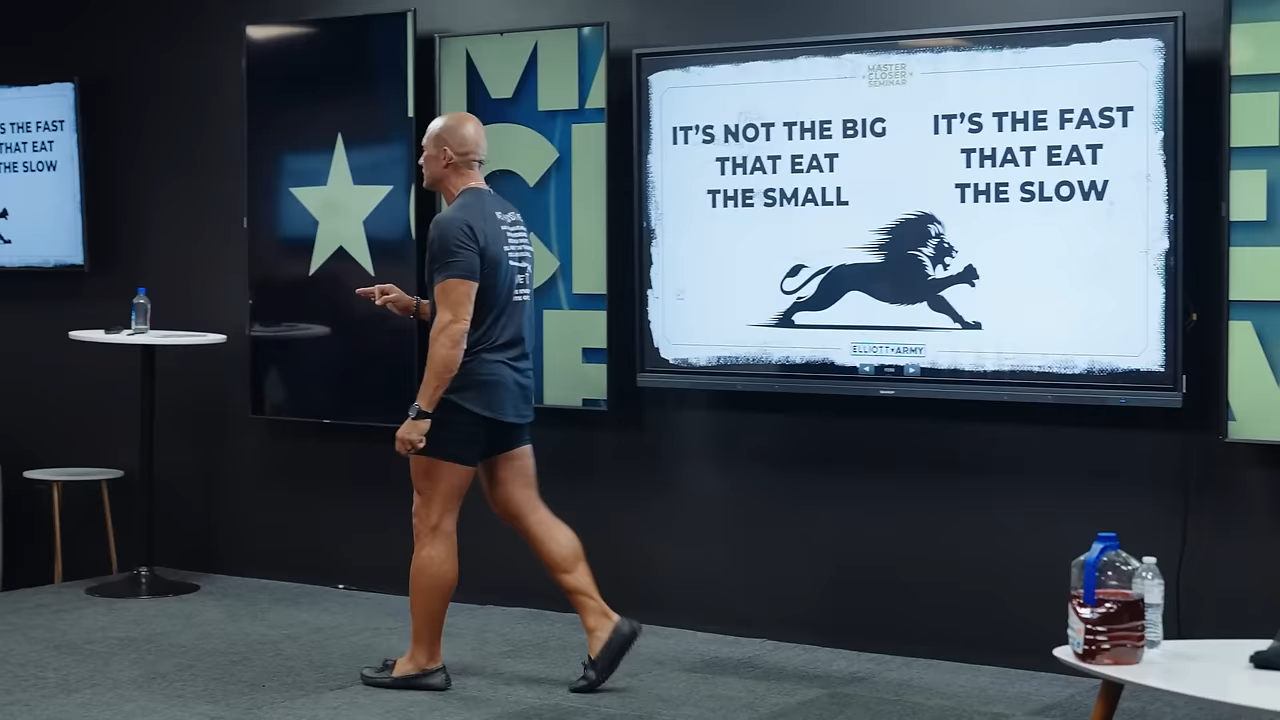 S THE FAST
THAT EAT
THE SLOW
MA
C
MASTER
CLOSER
SEMINAR
IT'S NOT THE BIG
THAT EAT
THE SMALL
IT'S THE FAST
THAT EAT
THE SLOW
ELLIOTT ARMY